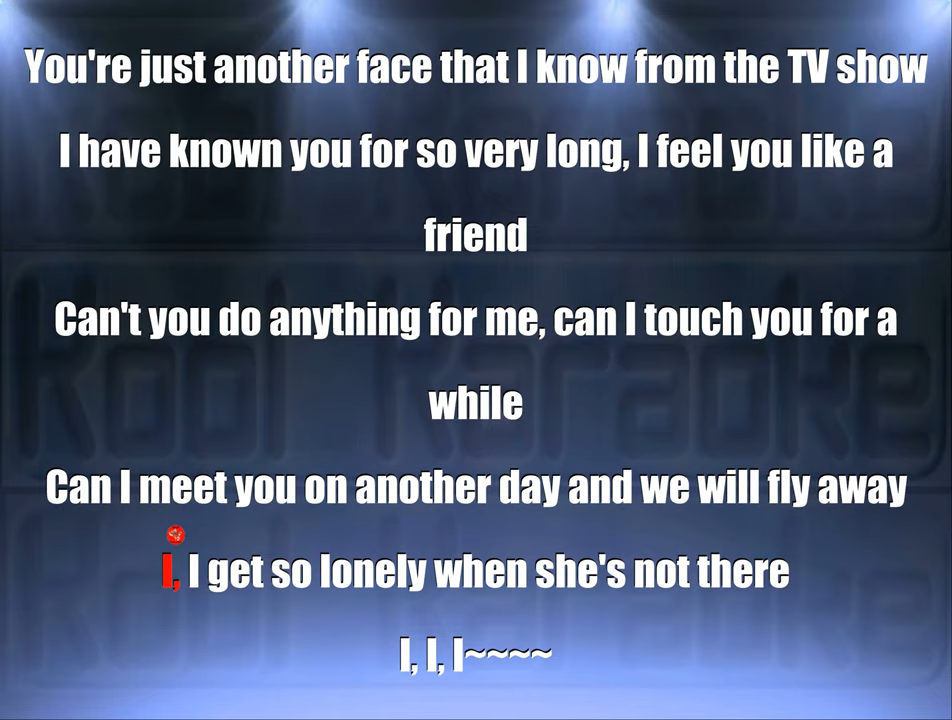 You're just another face that I know from the TV show
I have known you for so very long, I feel you like a
friend
Can't you do anything for me, can I touch you for a
while
Can I meet you on another day and we will fly away
I, I get so lonely when she's not there
I, I, I~~~~
Kool Karaoke